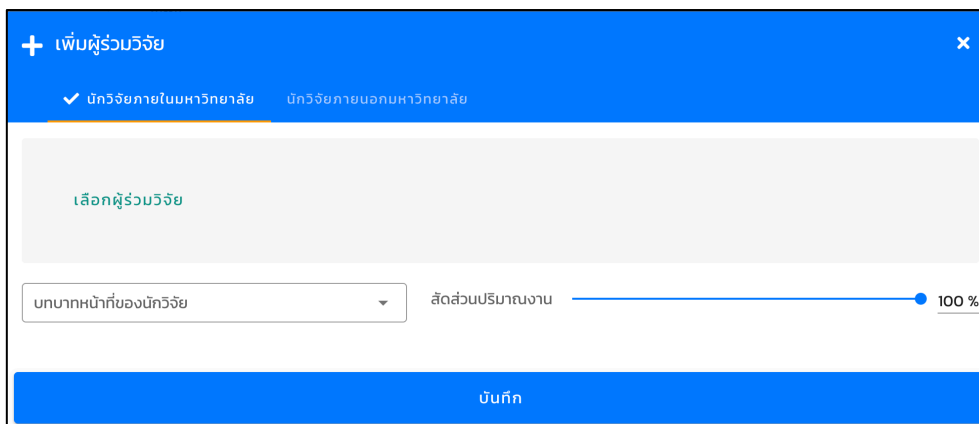 เพิ่มผู้ร่วมวิจัย
นักวิจัยภายในมหาวิทยาลัย นักวิจัยภายนอกมหาวิทยาลัย
เลือกผู้ร่วมวิจัย
บทบาทหน้าที่ของนักวิจัย สัดส่วนปริมาณงาน 100 %
บันทึก